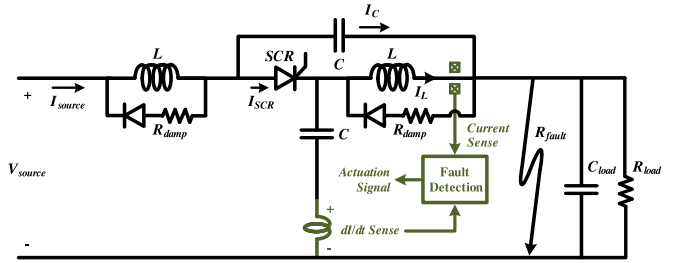 I_C
L
SCR
C
L
+
I_source
I_SCR
I_L
R_damp
C
R_damp
Current
Sense
R_fault
V_source
Actuation
Signal
Fault
Detection
C_load
R_load
+
dI/dt Sense
-
-